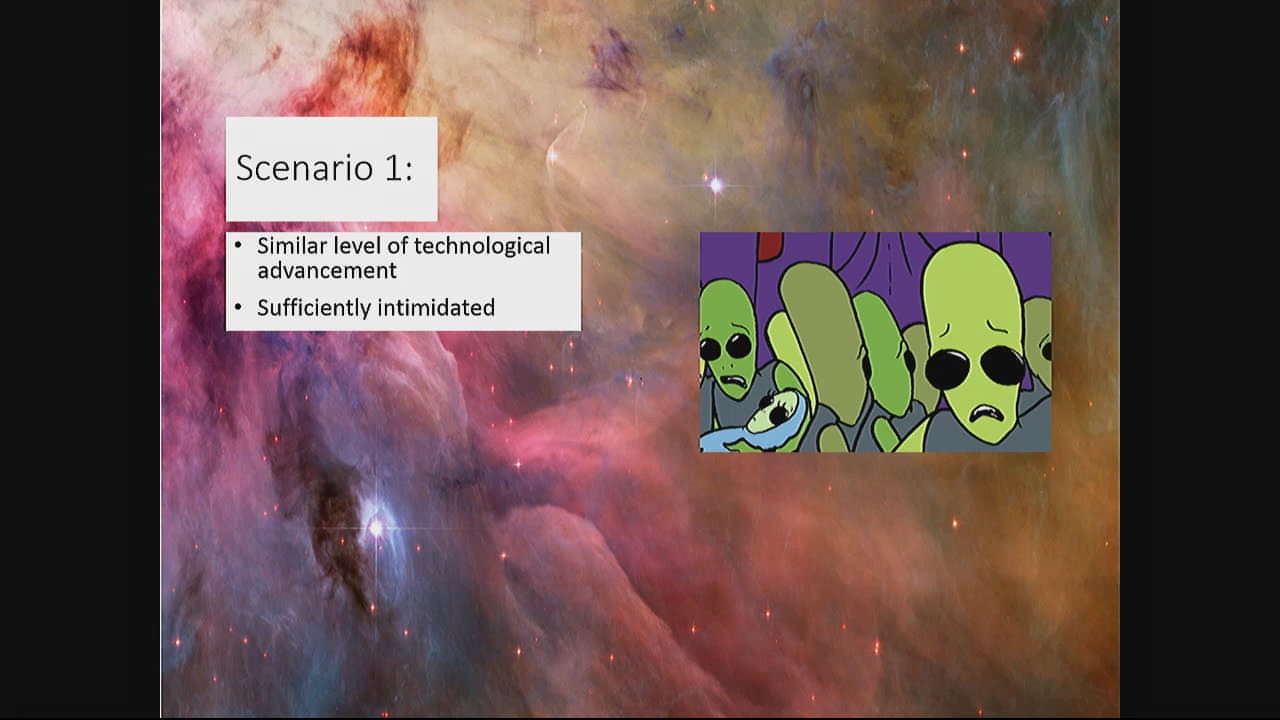 Scenario 1:
• Similar level of technological
advancement
• Sufficiently intimidated